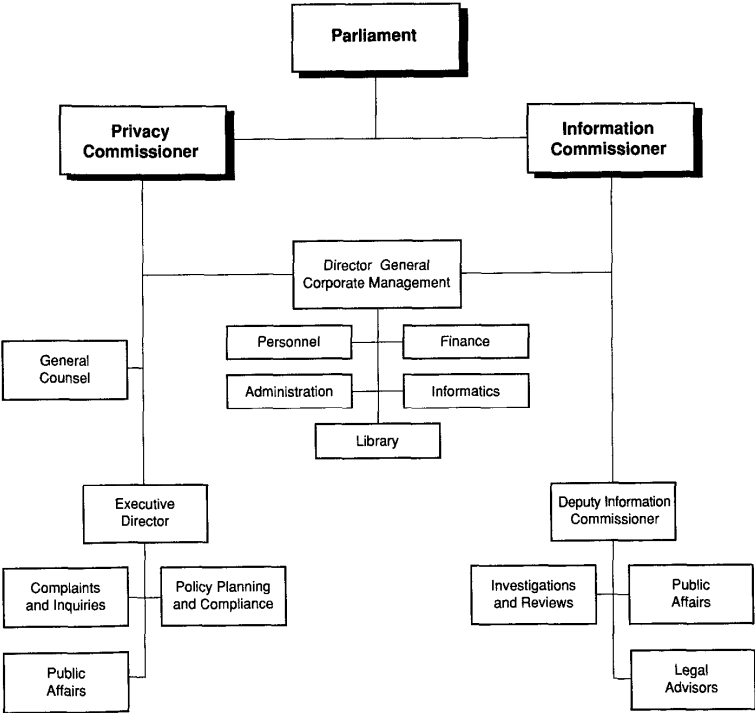 Parliament
Privacy
Commissioner
Information
Commissioner
Director General
Corporate Management
Personnel
Finance
General
Counsel
Administration
Informatics
Library
Executive
Director
Deputy Information
Commissioner
Complaints
and Inquiries
Policy Planning
and Compliance
Investigations
and Reviews
Public
Affairs
Public
Affairs
Legal
Advisors